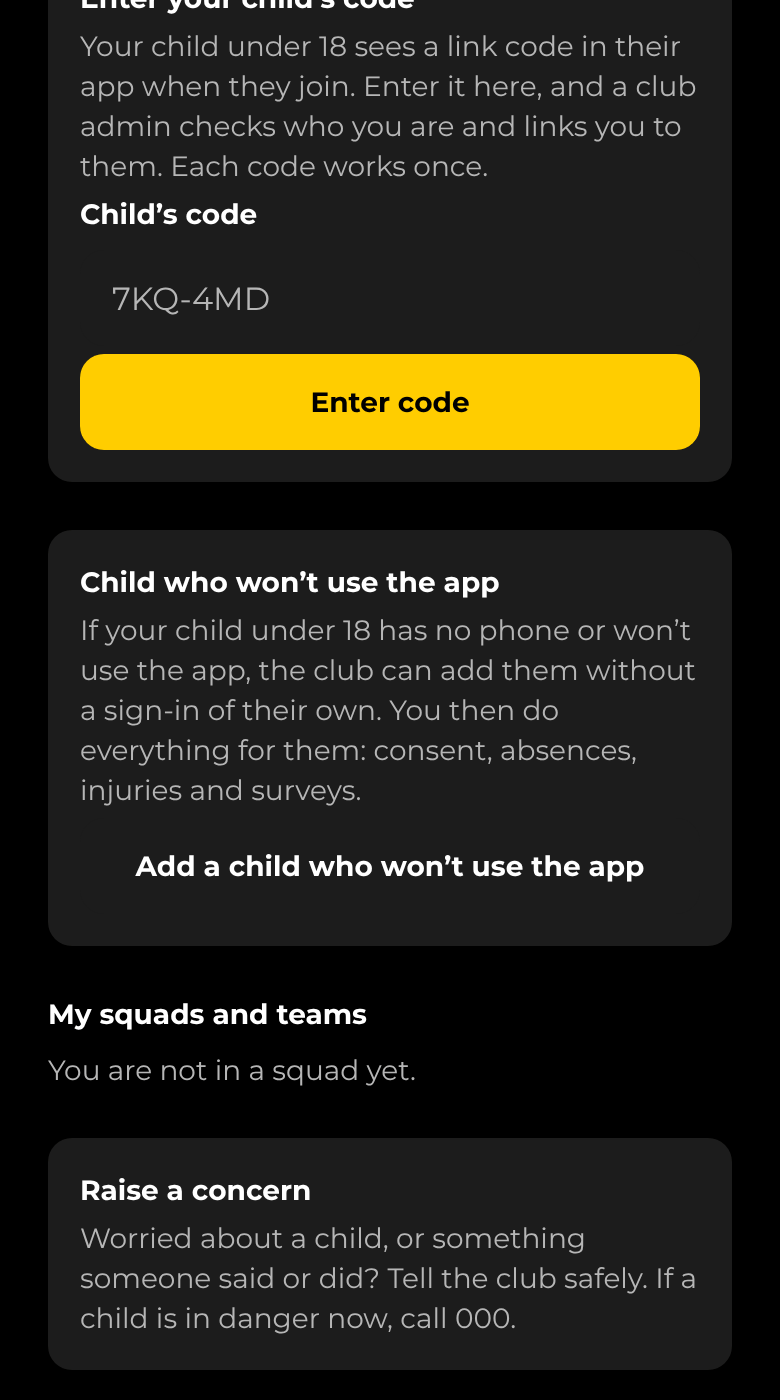 Enter your child's code
Your child under 18 sees a link code in their
app when they join. Enter it here, and a club
admin checks who you are and links you to
them. Each code works once.
Child’s code
7KQ-4MD
Enter code
Child who won’t use the app
If your child under 18 has no phone or won’t
use the app, the club can add them without
a sign-in of their own. You then do
everything for them: consent, absences,
injuries and surveys.
Add a child who won’t use the app
My squads and teams
You are not in a squad yet.
Raise a concern
Worried about a child, or something
someone said or did? Tell the club safely. If a
child is in danger now, call 000.